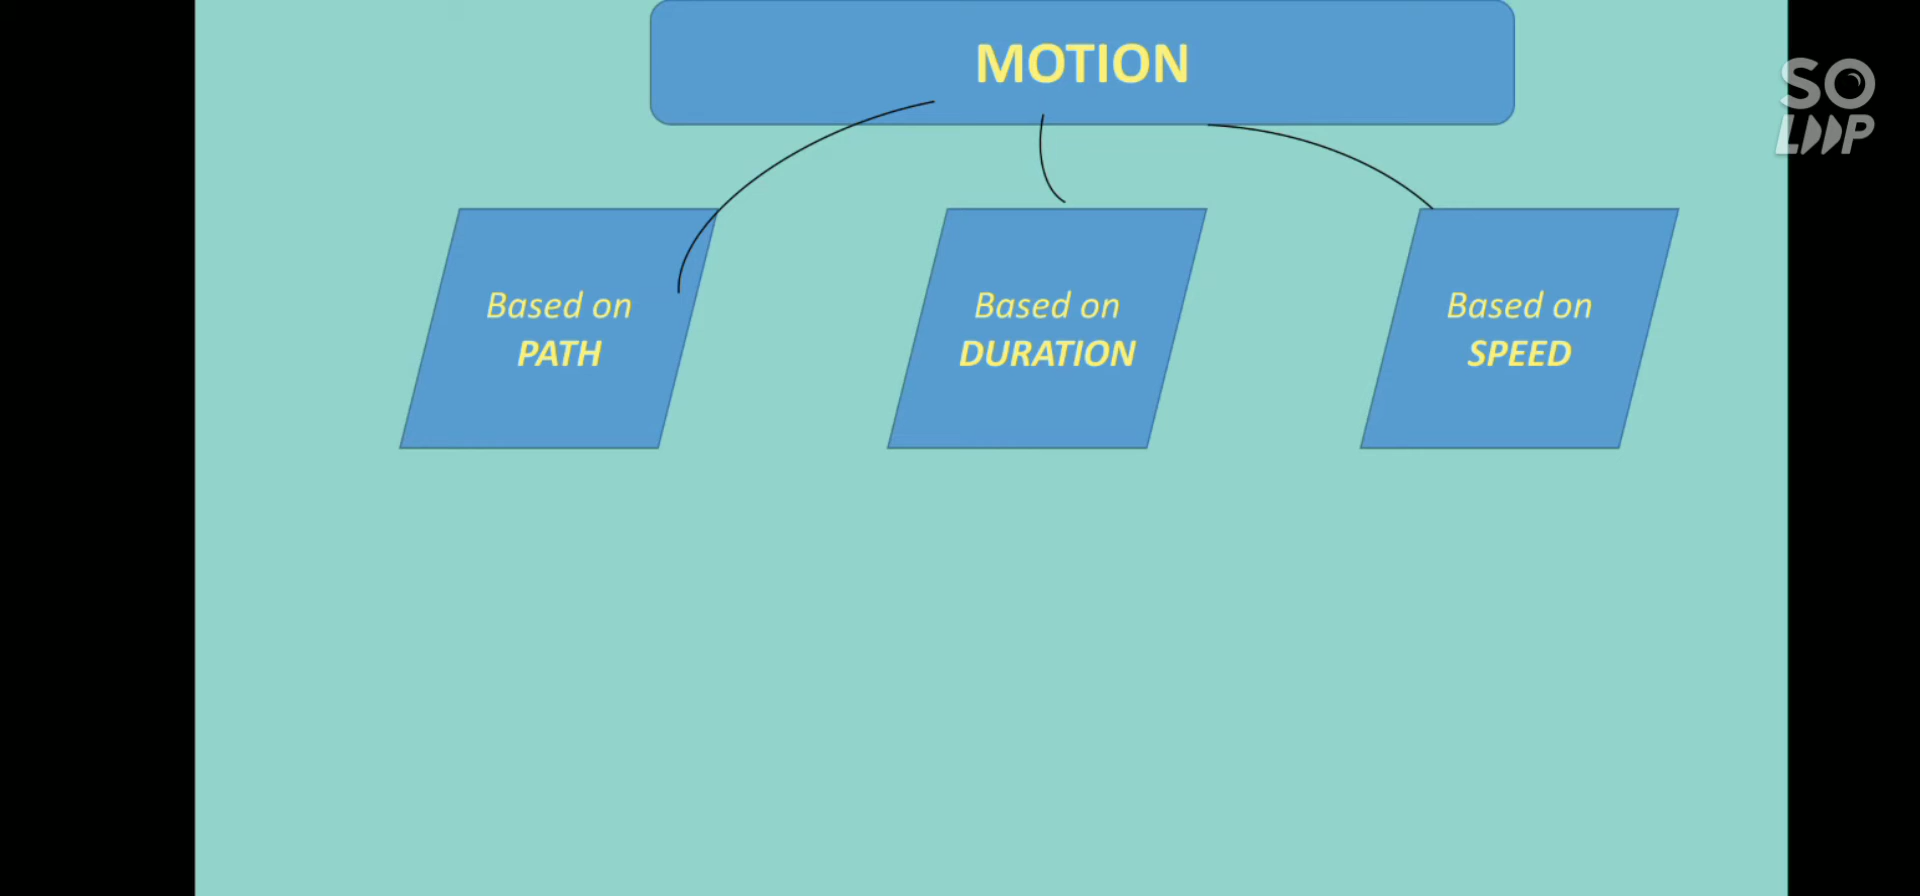 MOTION
SO
LOOP
Based on
PATH
Based on
DURATION
Based on
SPEED